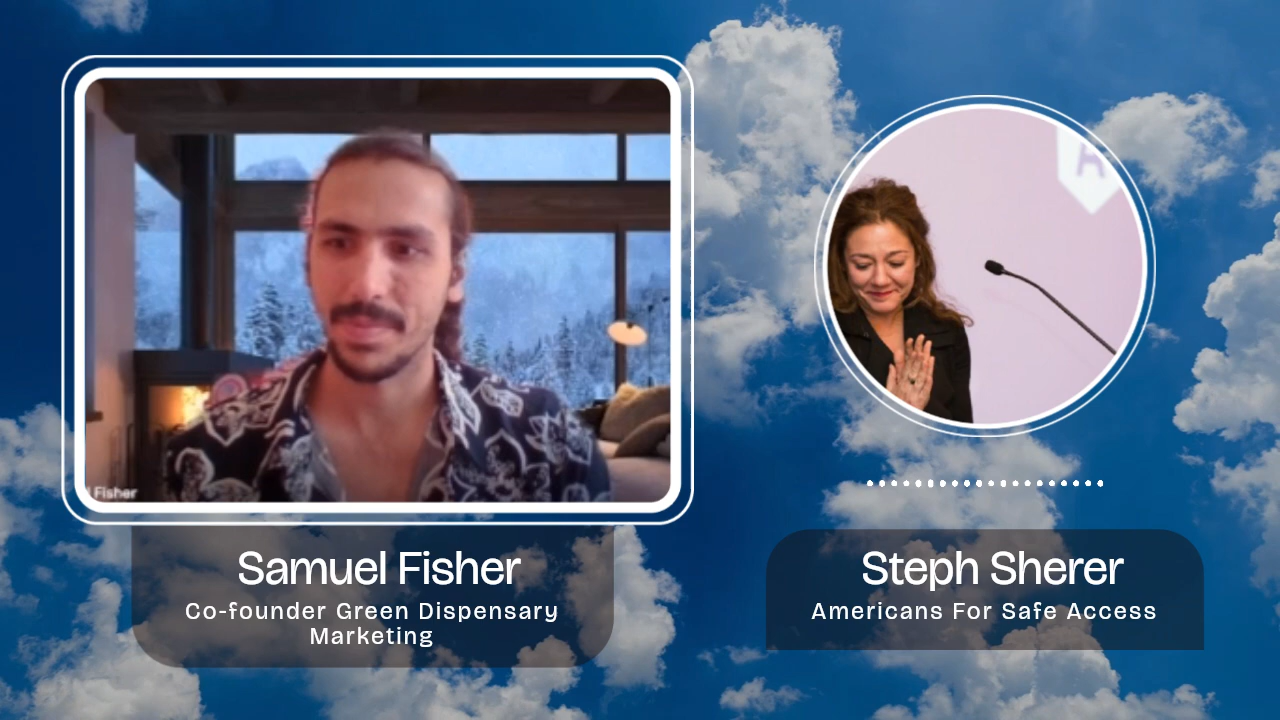 Fisher
Samuel Fisher
Co-founder Green Dispensary
Marketing
H
Steph Sherer
Americans For Safe Access